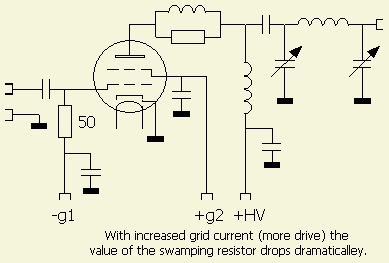 50
-g1 +g2 +HV
With increased grid current (more drive) the
value of the swamping resistor drops dramaticalley.